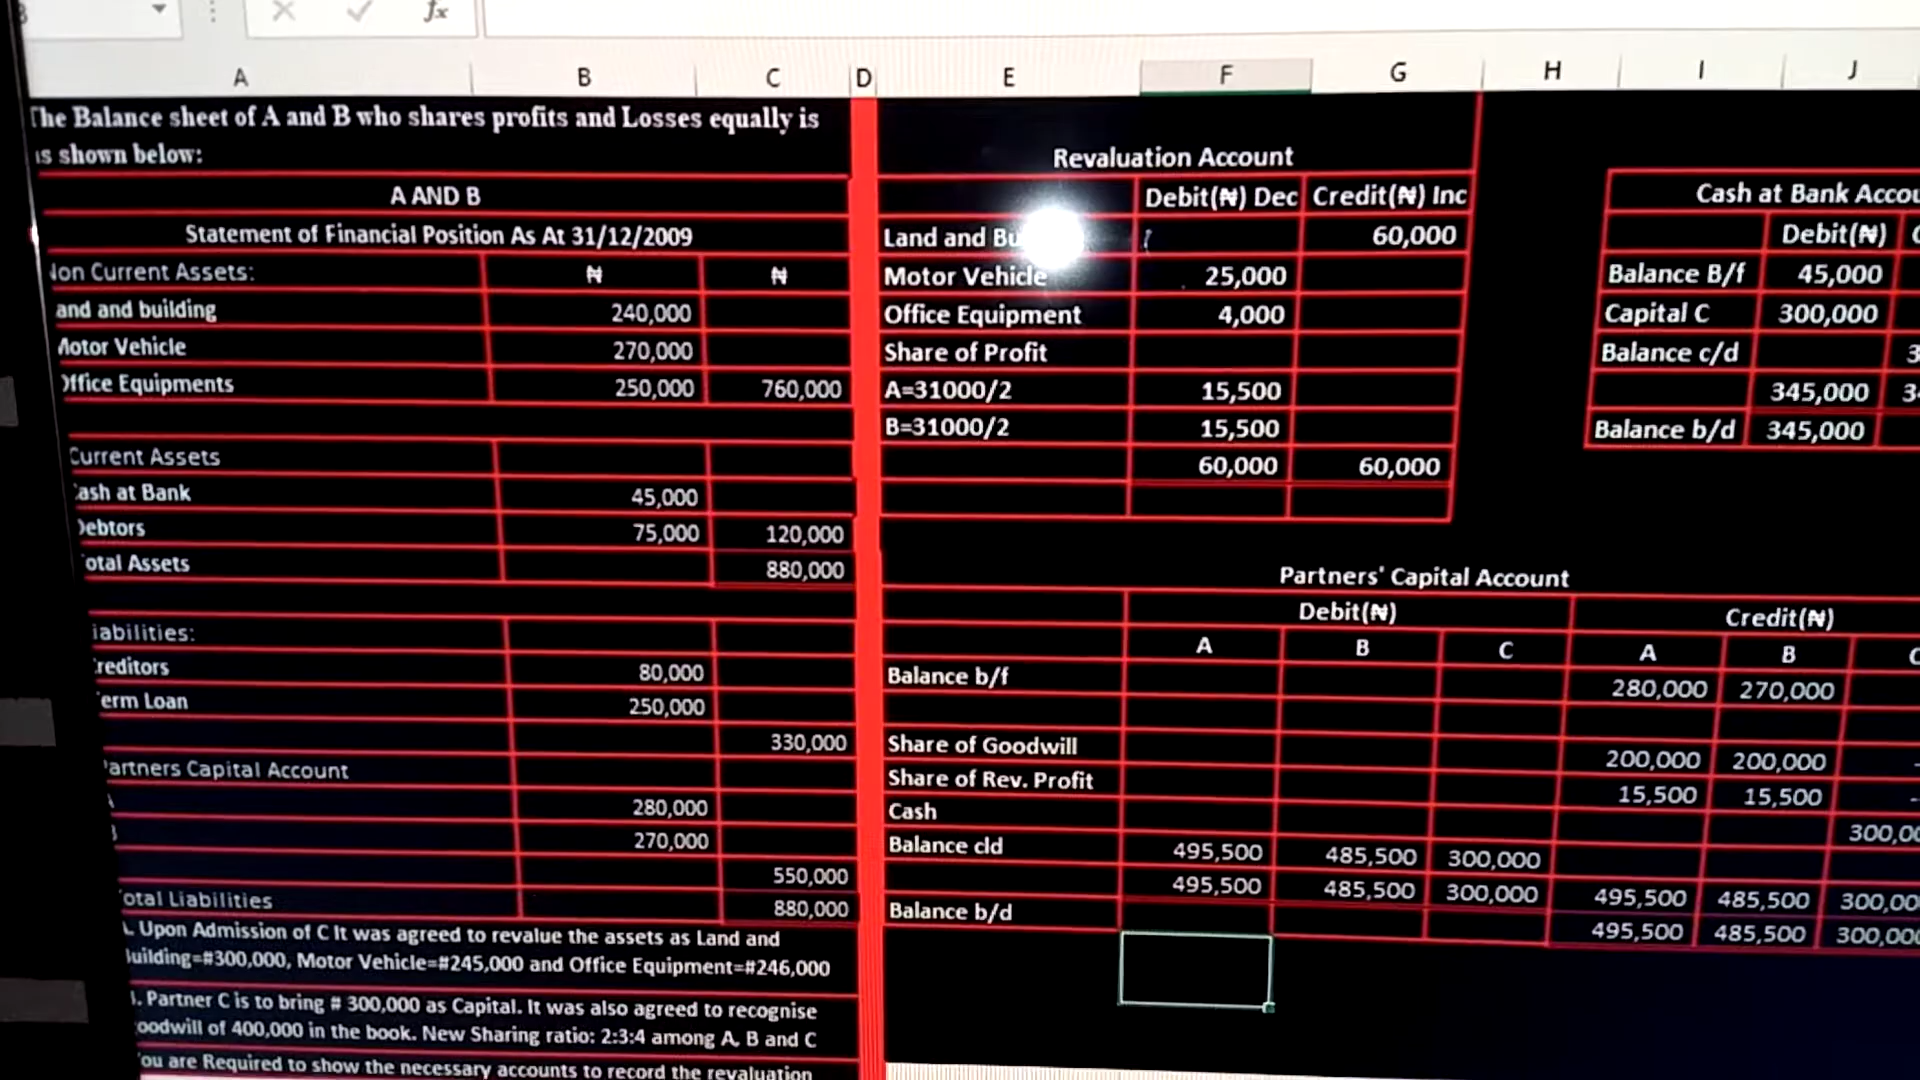 A B C D E F G H I J
The Balance sheet of A and B who shares profits and Losses equally is
is shown below:
A AND B
Statement of Financial Position As At 31/12/2009
Non Current Assets: ₦ ₦
and and building 240,000
Motor Vehicle 270,000
Office Equipments 250,000 760,000
Current Assets
Cash at Bank 45,000
Debtors 75,000 120,000
Total Assets 880,000
iabilities:
Creditors 80,000
Term Loan 250,000
330,000
Partners Capital Account
A 280,000
B 270,000
550,000
Total Liabilities 880,000
Upon Admission of C It was agreed to revalue the assets as Land and
Building=#300,000, Motor Vehicle=#245,000 and Office Equipment=#246,000
Partner C is to bring # 300,000 as Capital. It was also agreed to recognise
goodwill of 400,000 in the book. New Sharing ratio: 2:3:4 among A, B and C
You are Required to show the necessary accounts to record the revaluation
Revaluation Account
Debit(₦) Dec Credit(₦) Inc
Land and Bu 60,000
Motor Vehicle 25,000
Office Equipment 4,000
Share of Profit
A=31000/2 15,500
B=31000/2 15,500
60,000 60,000
Cash at Bank Accou
Debit(₦)
Balance B/f 45,000
Capital C 300,000
Balance c/d 3
345,000 34
Balance b/d 345,000
Partners' Capital Account
Debit(₦) Credit(₦)
A B C A B C
Balance b/f 280,000 270,000
Share of Goodwill 200,000 200,000 -
Share of Rev. Profit 15,500 15,500 --
Cash 300,00
Balance cld 495,500 485,500 300,000
495,500 485,500 300,000 495,500 485,500 300,00
Balance b/d 495,500 485,500 300,000